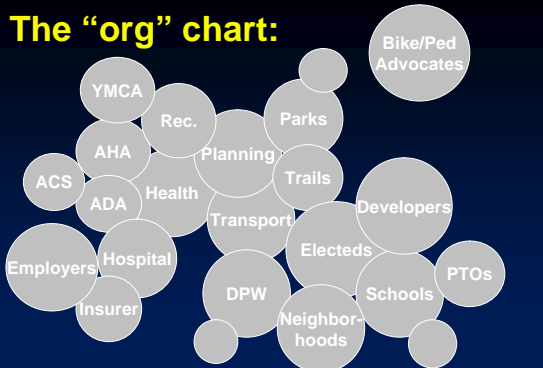 The “org” chart:
Bike/Ped
Advocates
YMCA
Rec.
Parks
AHA
Planning
Trails
ACS
ADA
Health
Transport
Developers
Electeds
Employers
Hospital
PTOs
DPW
Schools
Insurer
Neighbor-
hoods